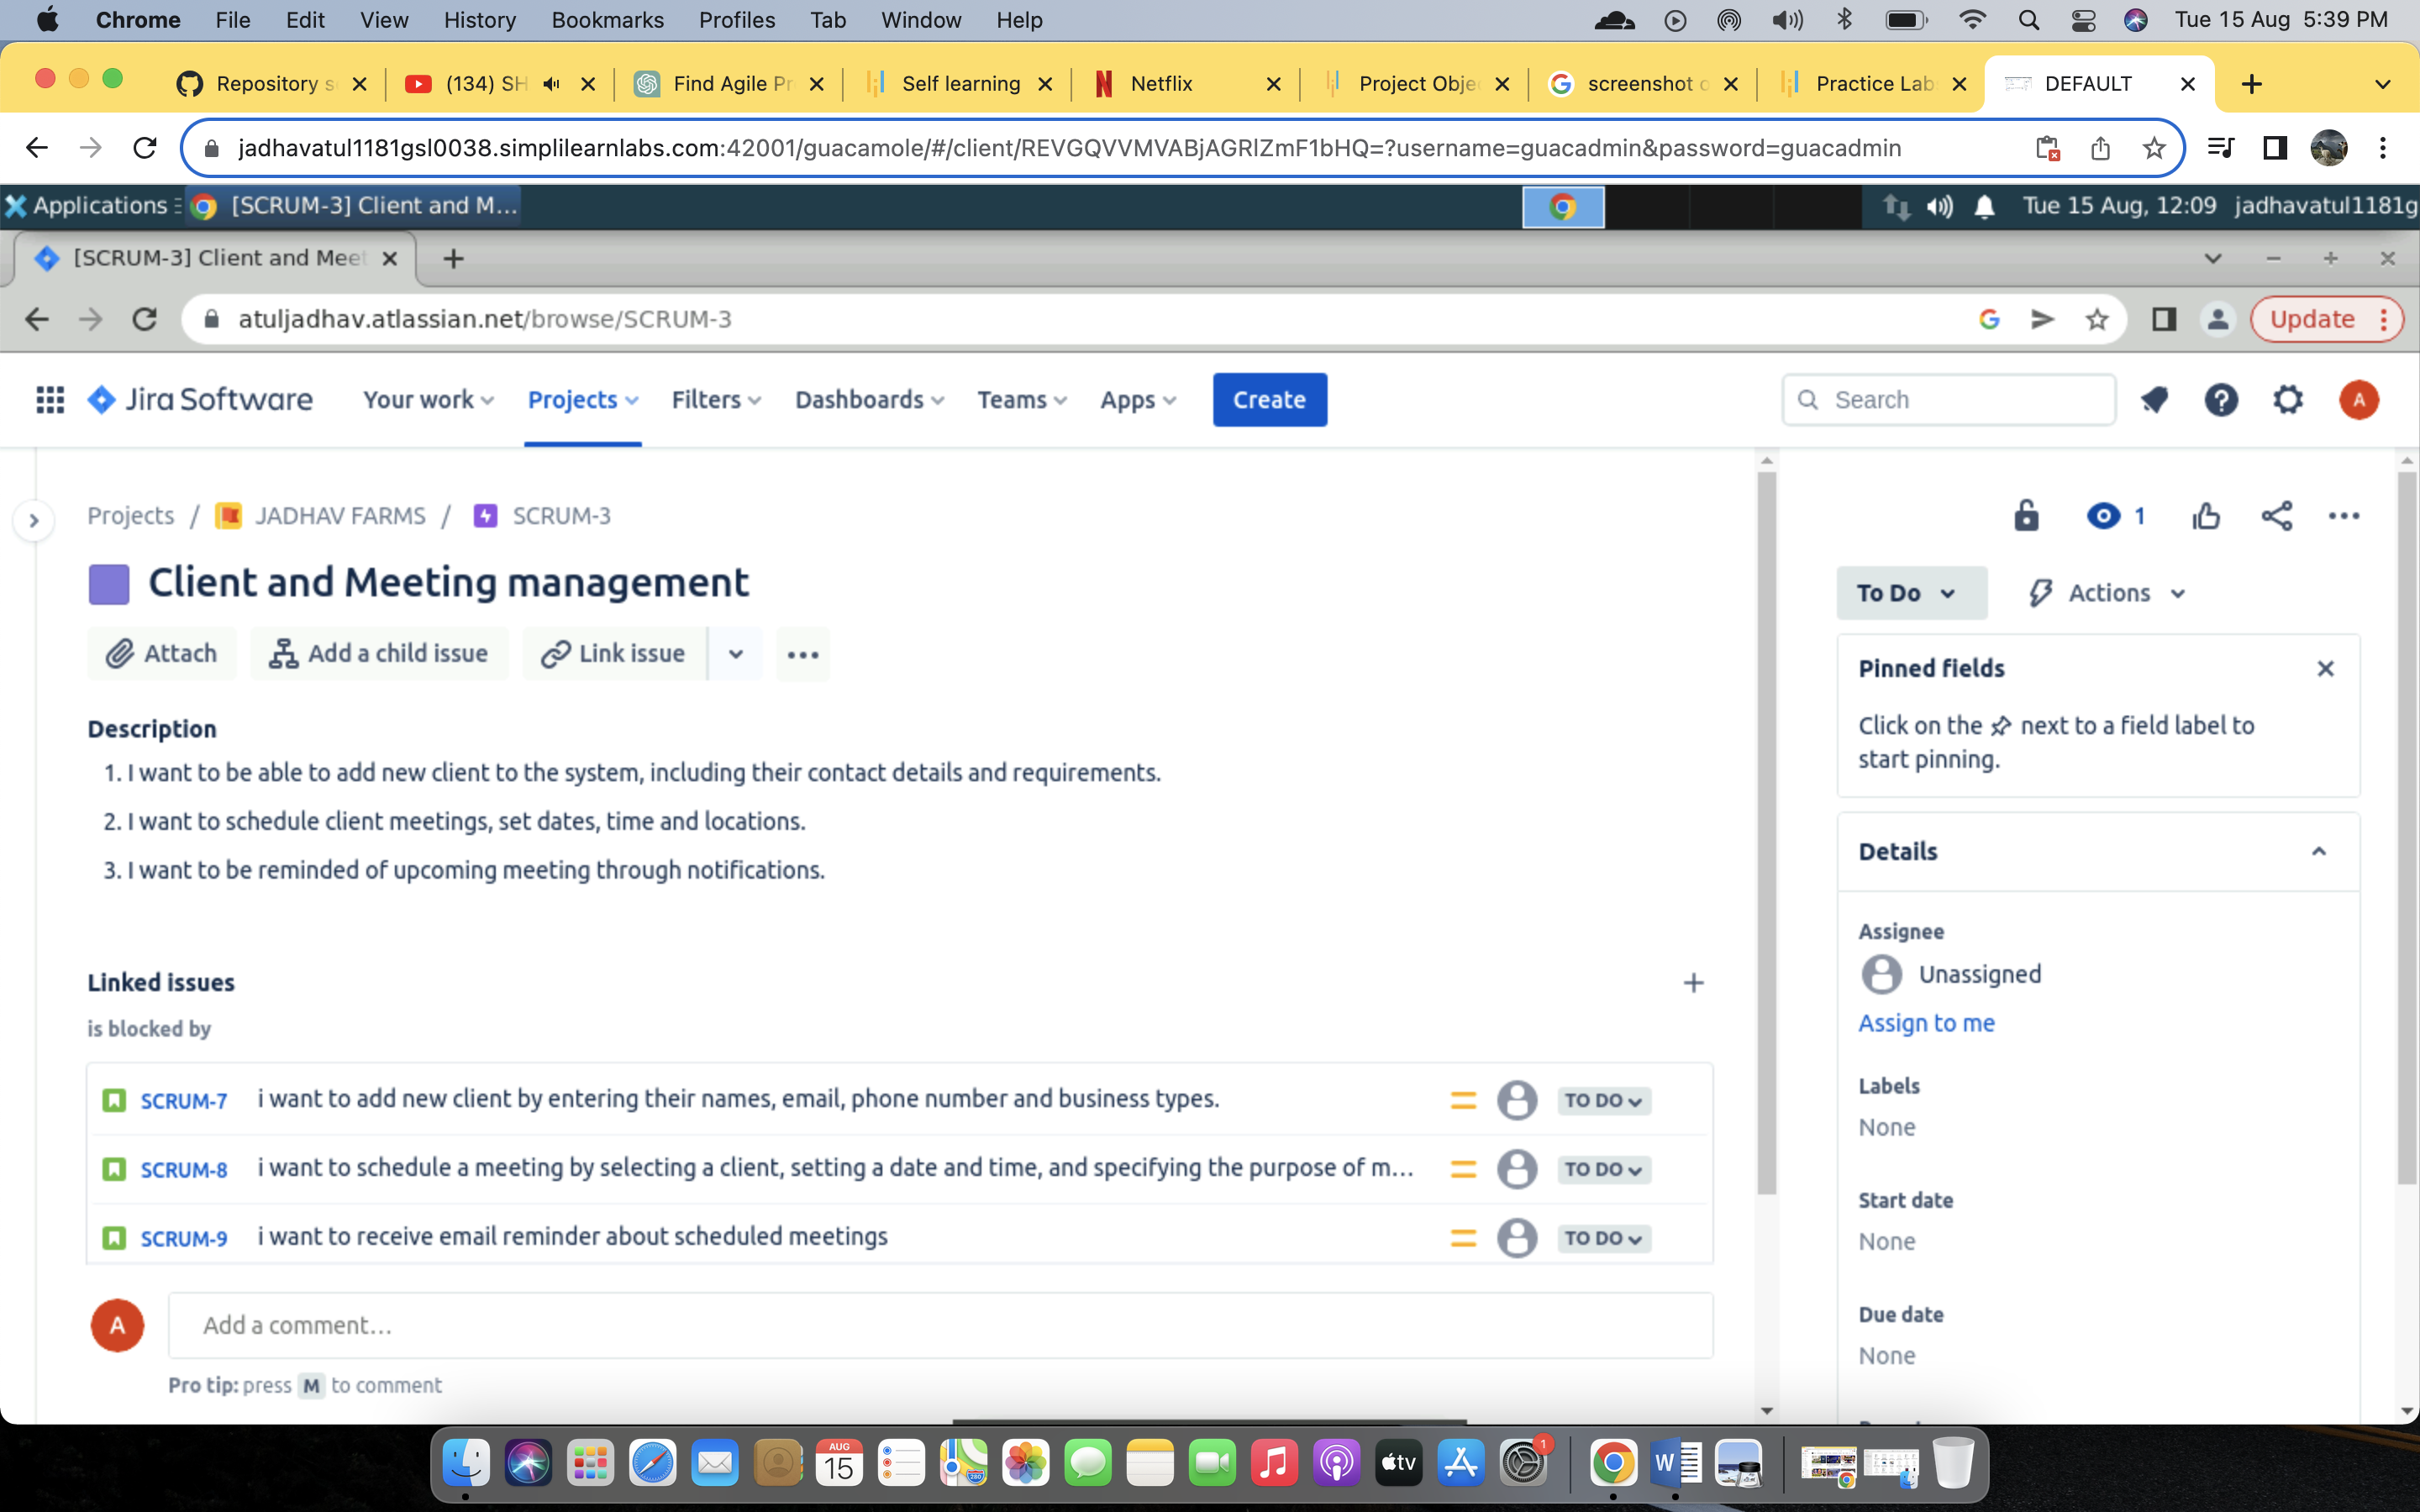 Chrome File Edit View History Bookmarks Profiles Tab Window Help Tue 15 Aug 5:39 PM
Repository s (134) SH Find Agile Pr Self learning Netflix Project Obje screenshot o Practice Lab DEFAULT
jadhavatul1181gsl0038.simplilearnlabs.com:42001/guacamole/#/client/REVGQVVMVABjAGRlZmF1bHQ=?username=guacadmin&password=guacadmin
Applications [SCRUM-3] Client and M... Tue 15 Aug, 12:09 jadhavatul1181g
[SCRUM-3] Client and Meet
atuljadhav.atlassian.net/browse/SCRUM-3 Update
Jira Software Your work Projects Filters Dashboards Teams Apps Create Search A
Projects / JADHAV FARMS / SCRUM-3
1
Client and Meeting management
To Do Actions
Attach Add a child issue Link issue
Pinned fields
Click on the next to a field label to
start pinning.
Description
1. I want to be able to add new client to the system, including their contact details and requirements.
2. I want to schedule client meetings, set dates, time and locations.
3. I want to be reminded of upcoming meeting through notifications.
Details
Assignee
Unassigned
Assign to me
Labels
None
Start date
None
Due date
None
Linked issues
is blocked by
SCRUM-7 i want to add new client by entering their names, email, phone number and business types. TO DO
SCRUM-8 i want to schedule a meeting by selecting a client, setting a date and time, and specifying the purpose of m... TO DO
SCRUM-9 i want to receive email reminder about scheduled meetings TO DO
A Add a comment...
Pro tip: press M to comment
AUG
15
tv
W
1
280